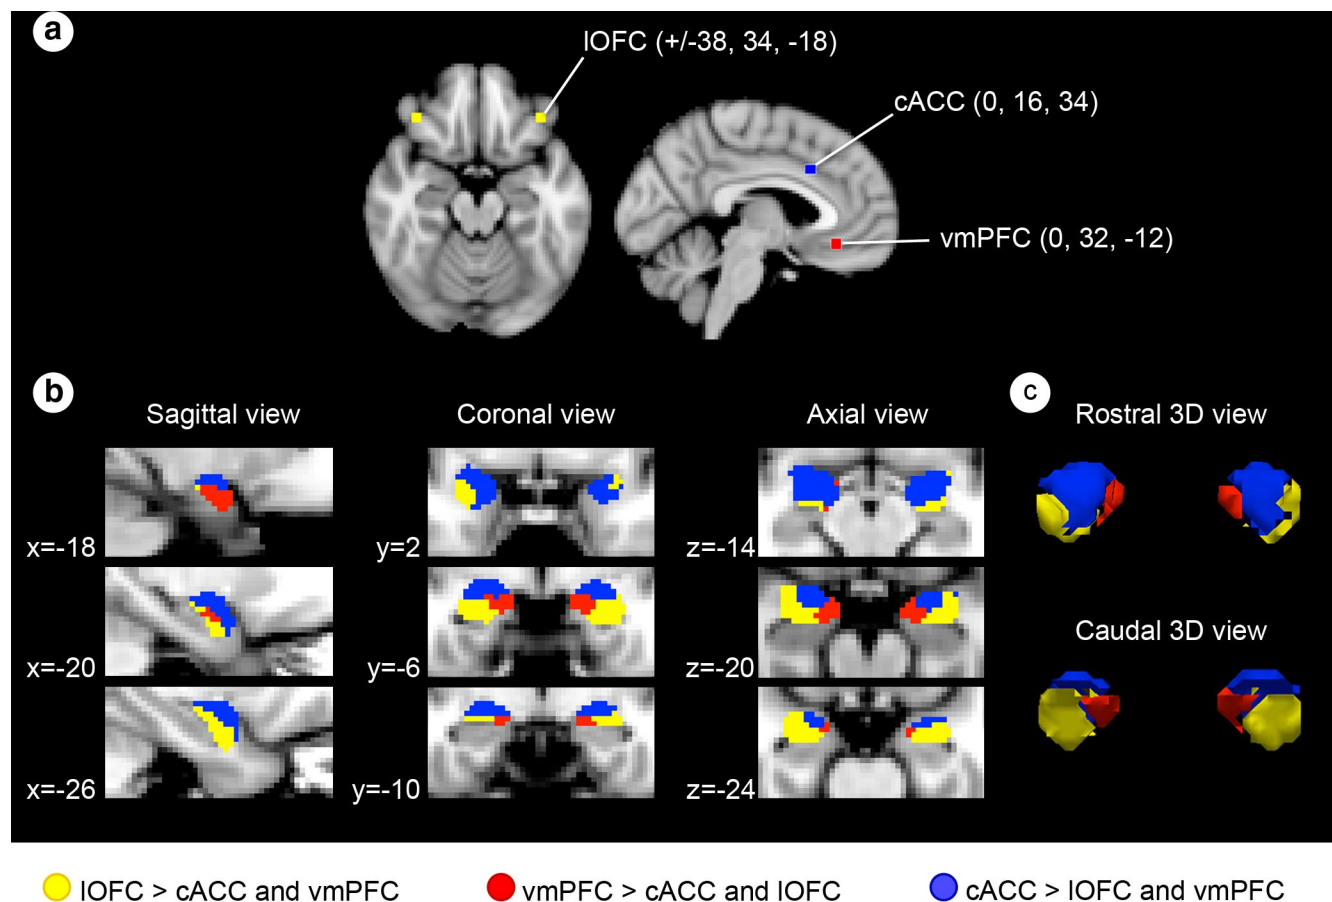 a
lOFC (+/-38, 34, -18)
cACC (0, 16, 34)
vmPFC (0, 32, -12)
b
Sagittal view
Coronal view
Axial view
x=-18
y=2
z=-14
x=-20
y=-6
z=-20
x=-26
y=-10
z=-24
c
Rostral 3D view
Caudal 3D view
lOFC > cACC and vmPFC
vmPFC > cACC and lOFC
cACC > lOFC and vmPFC